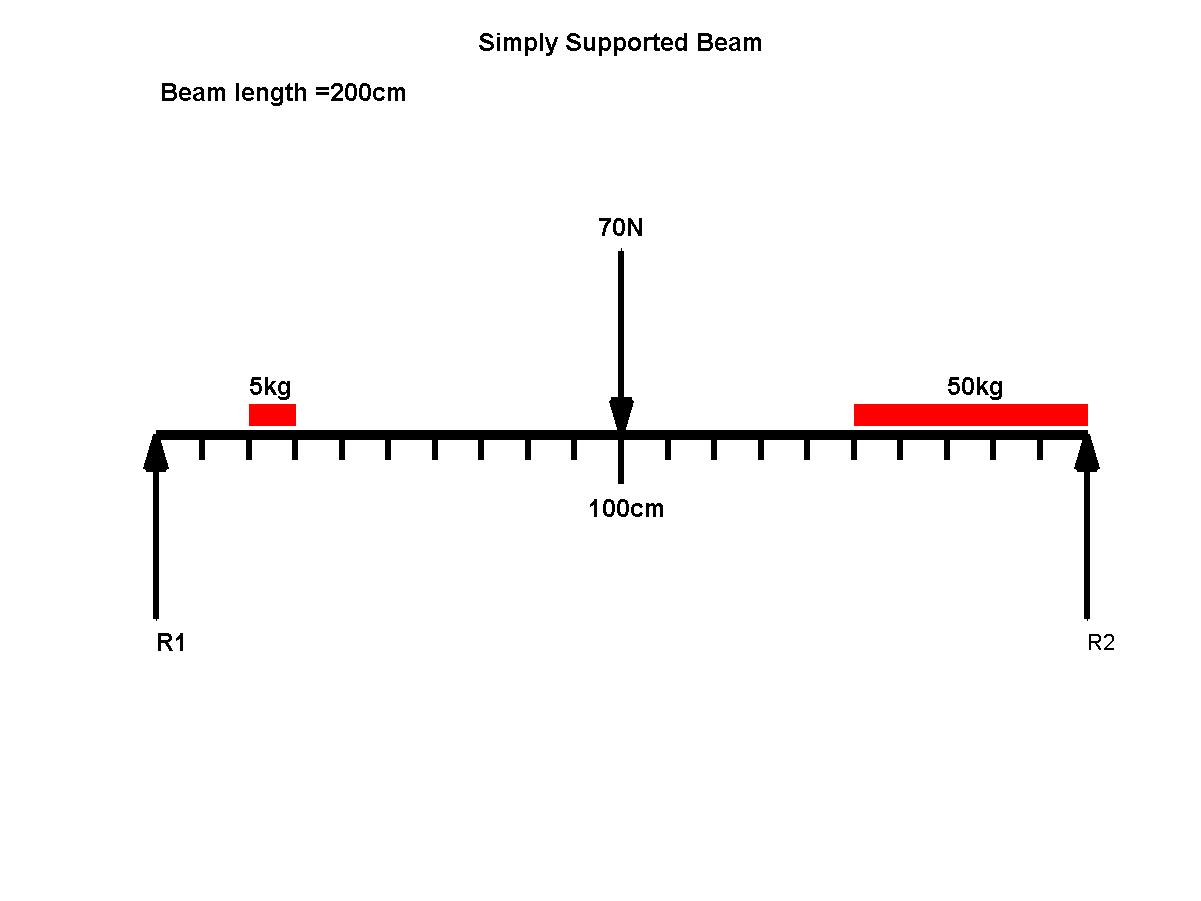 Simply Supported Beam
Beam length =200cm
70N
5kg
50kg
100cm
R1
R2